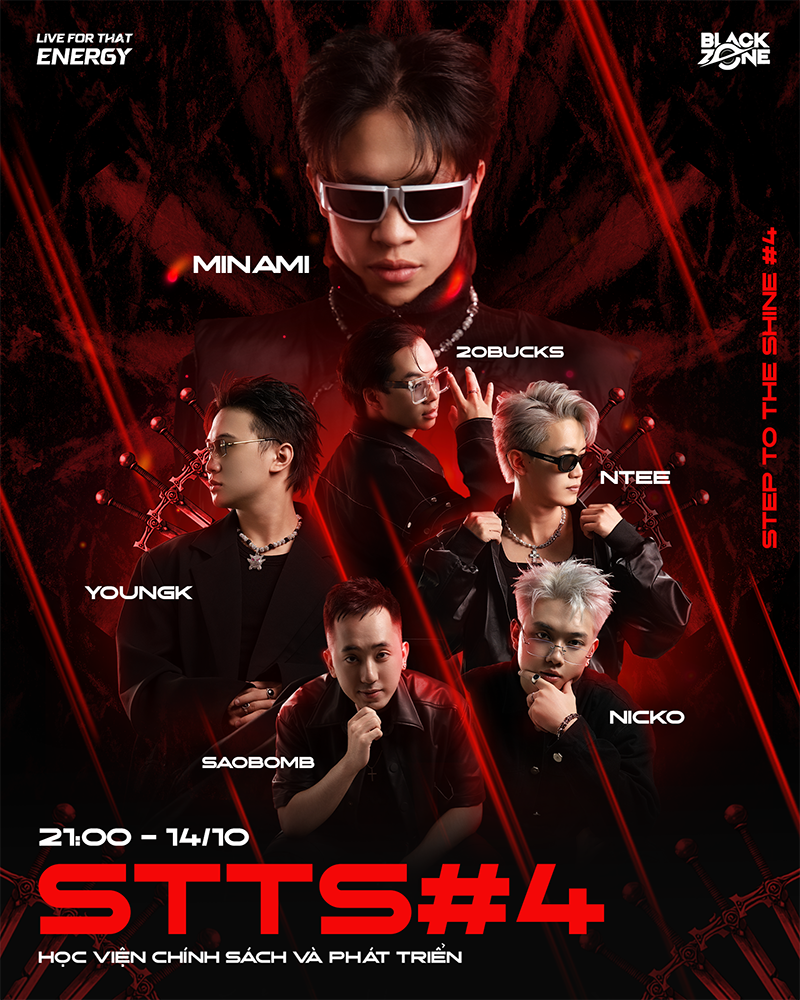 LIVE FOR THAT
ENERGY
BLACK
ZONE
MINAMI
20BUCKS
NTEE
STEP TO THE SHINE #4
YOUNGK
NICKO
SAOBOMB
21:00 - 14/10
STTS#4
HỌC VIỆN CHÍNH SÁCH VÀ PHÁT TRIỂN